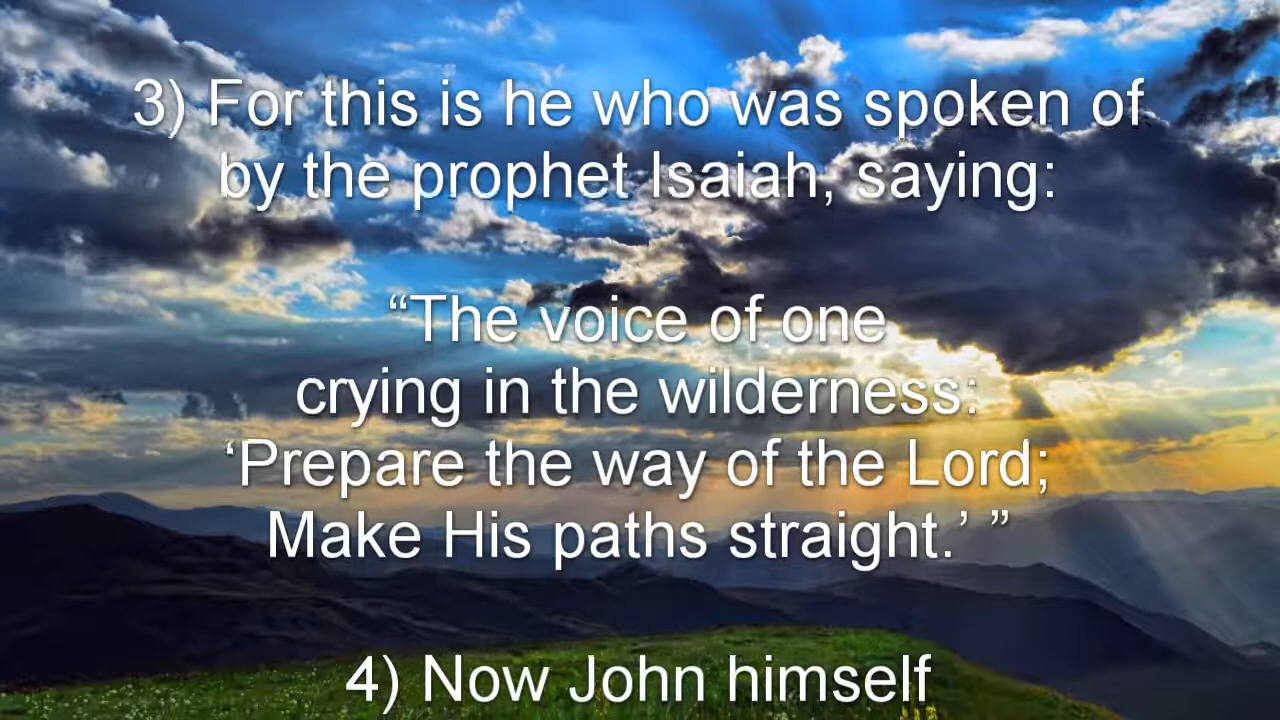 3) For this is he who was spoken of
by the prophet Isaiah, saying:
“The voice of one
crying in the wilderness:
‘Prepare the way of the Lord;
Make His paths straight.’ ”
4) Now John himself